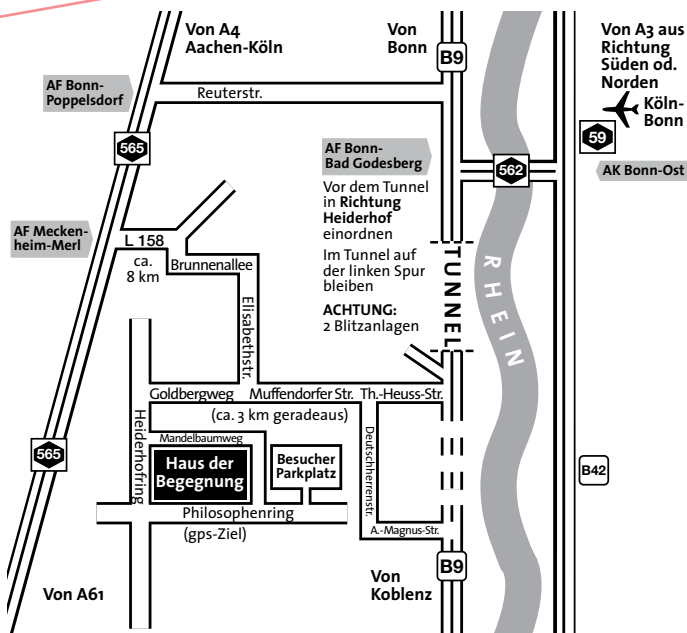 Von A4
Aachen-Köln
Von
Bonn
B9
Von A3 aus
Richtung
Süden od.
Norden
Köln-
Bonn
59
AF Bonn-
Poppelsdorf
Reuterstr.
565
AF Bonn-
Bad Godesberg
562
AK Bonn-Ost
Vor dem Tunnel
in Richtung
Heiderhof
einordnen
Im Tunnel auf
der linken Spur
bleiben
ACHTUNG:
2 Blitzanlagen
TUNNEL
RHEIN
AF Mecken-
heim-Merl
L 158
ca.
8 km
Brunnenallee
Elisabethstr.
Goldbergweg
Muffendorfer Str.
Th.-Heuss-Str.
(ca. 3 km geradeaus)
Heiderhofring
Mandelbaumweg
Haus der
Begegnung
Besucher
Parkplatz
Deutschherrenstr.
565
B42
Philosophenring
(gps-Ziel)
A.-Magnus-Str.
B9
Von
Koblenz
Von A61